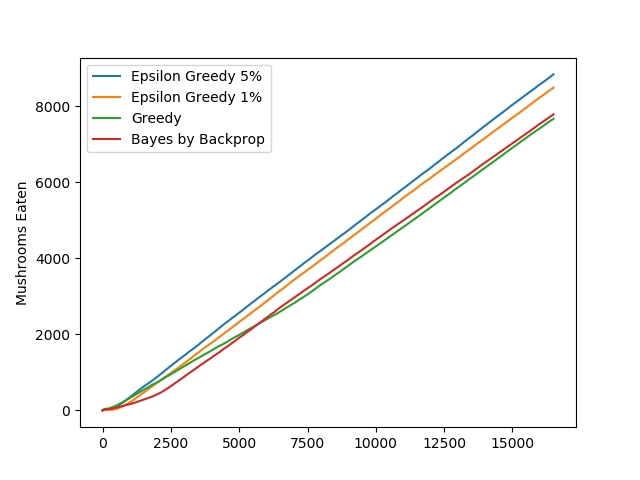 Epsilon Greedy 5%
Epsilon Greedy 1%
Greedy
Bayes by Backprop
Mushrooms Eaten
8000
6000
4000
2000
0
0 2500 5000 7500 10000 12500 15000